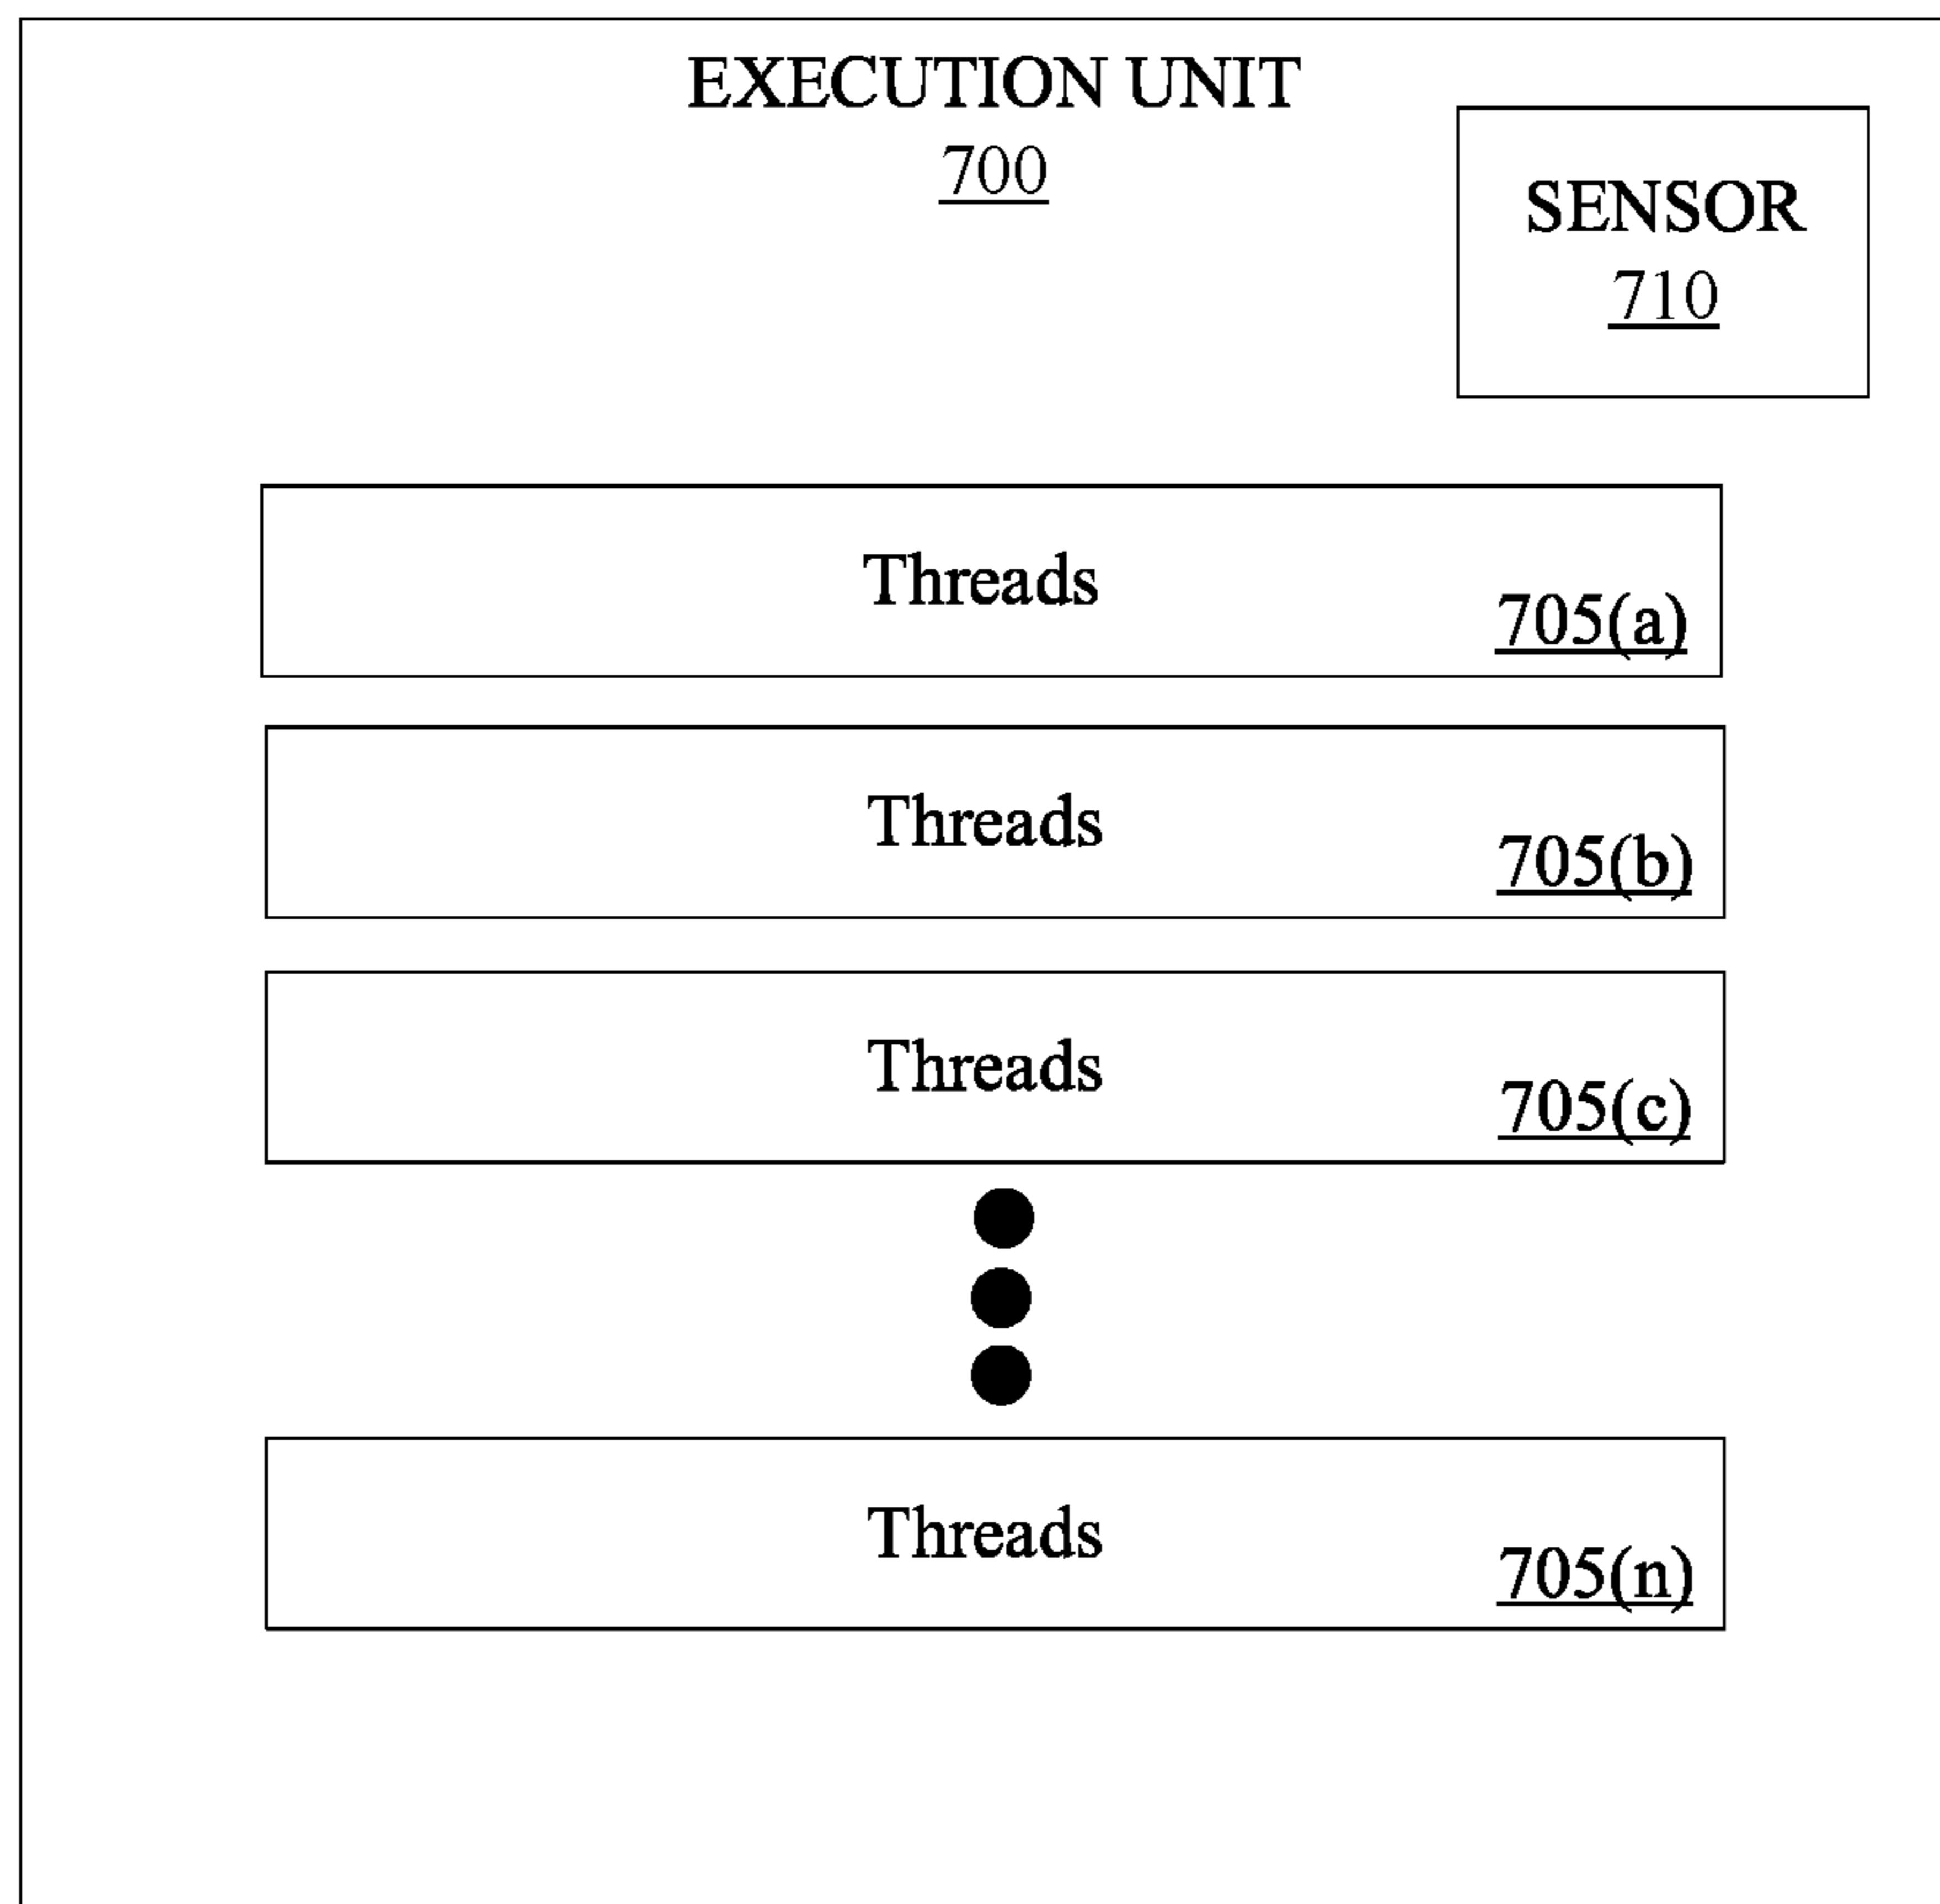 EXECUTION UNIT
700
SENSOR
710
Threads
705(a)
Threads
705(b)
Threads
705(c)
Threads
705(n)